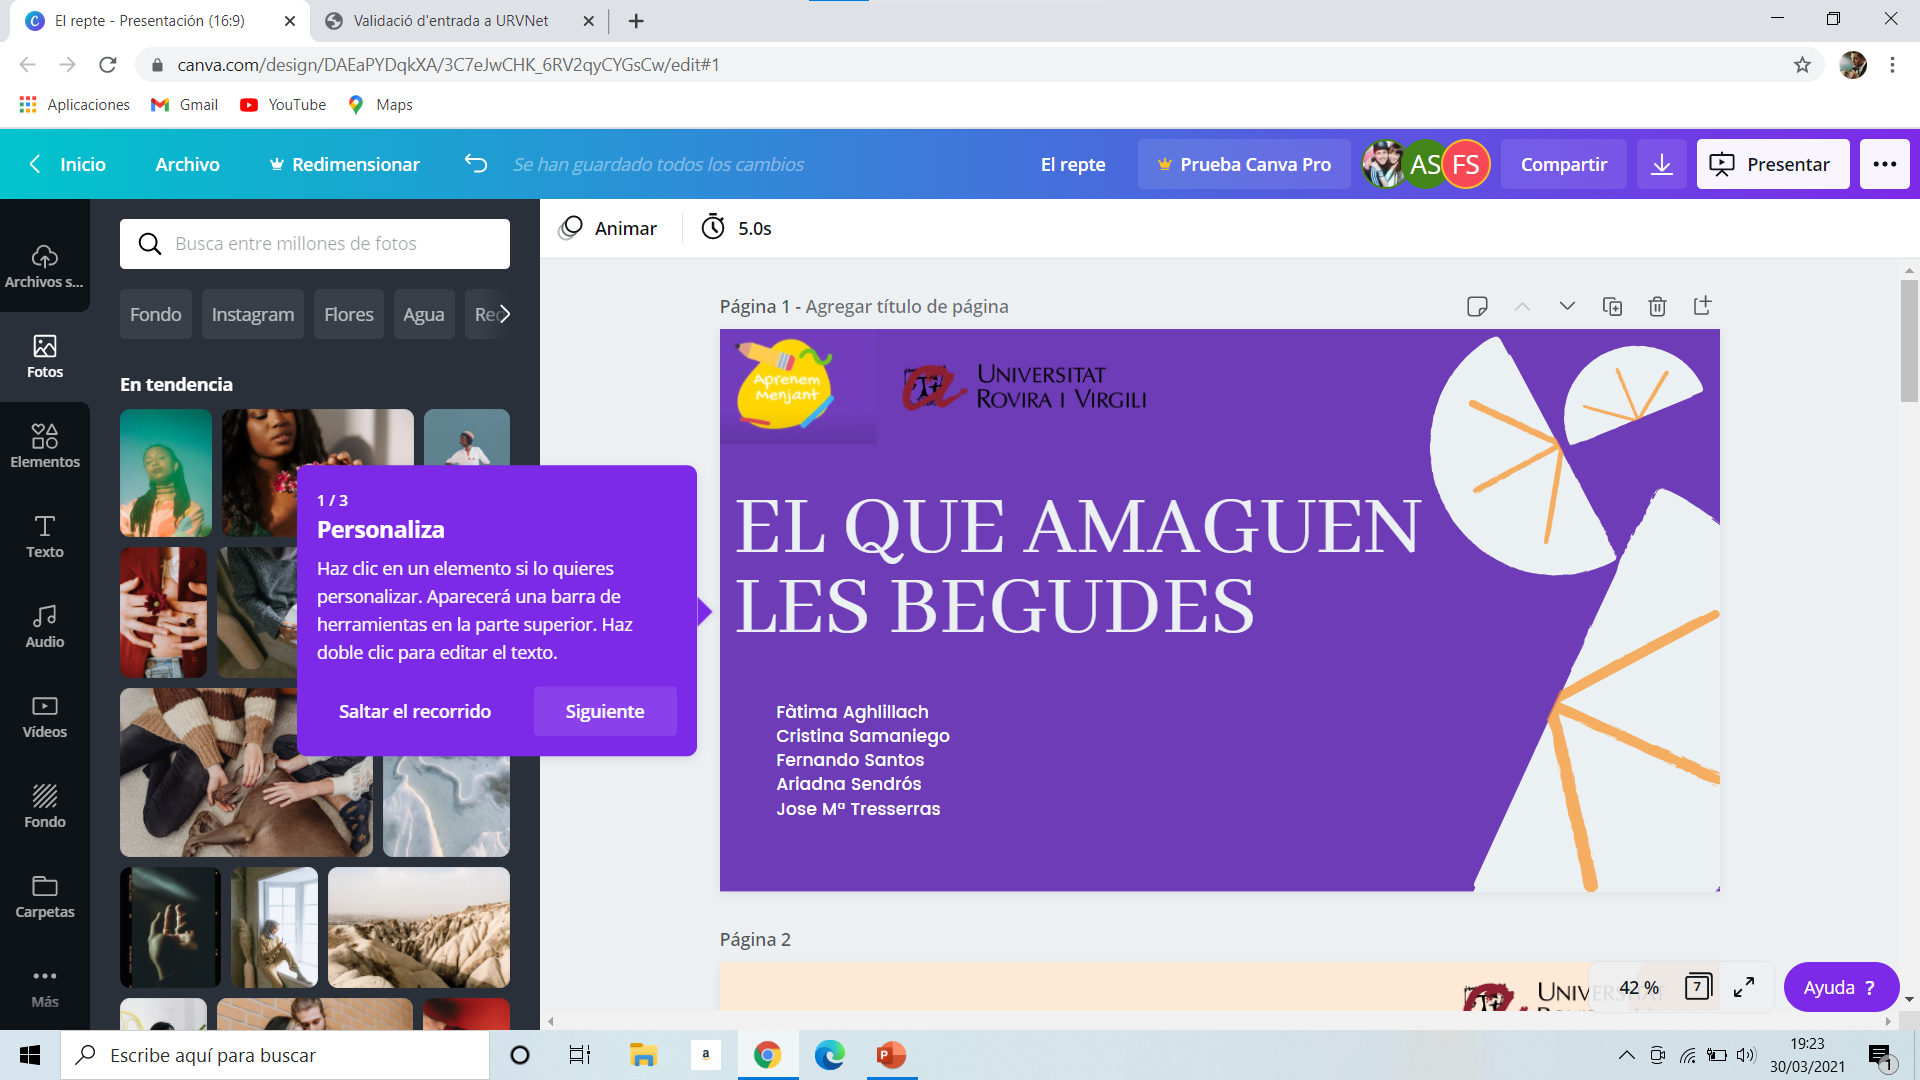 El repte - Presentación (16:9)
Validació d'entrada a URVNet
canva.com/design/DAEaPYDqkXA/3C7eJwCHK_6RV2qyCYGsCw/edit#1
Aplicaciones
Gmail
YouTube
Maps
Inicio
Archivo
Redimensionar
Se han guardado todos los cambios
El repte
Prueba Canva Pro
AS
FS
Compartir
Presentar
Archivos s...
Fotos
Elementos
Texto
Audio
Vídeos
Fondo
Carpetas
Más
Busca entre millones de fotos
Fondo
Instagram
Flores
Agua
En tendencia
1 / 3
Personaliza
Haz clic en un elemento si lo quieres
personalizar. Aparecerá una barra de
herramientas en la parte superior. Haz
doble clic para editar el texto.
Saltar el recorrido
Siguiente
Animar
5.0s
Página 1 - Agregar título de página
Aprenem
Menjant
UNIVERSITAT
ROVIRA I VIRGILI
EL QUE AMAGUEN
LES BEGUDES
Fàtima Aghlillach
Cristina Samaniego
Fernando Santos
Ariadna Sendrós
Jose Mª Tresserras
Página 2
42 %
7
Ayuda ?
Escribe aquí para buscar
19:23
30/03/2021
1